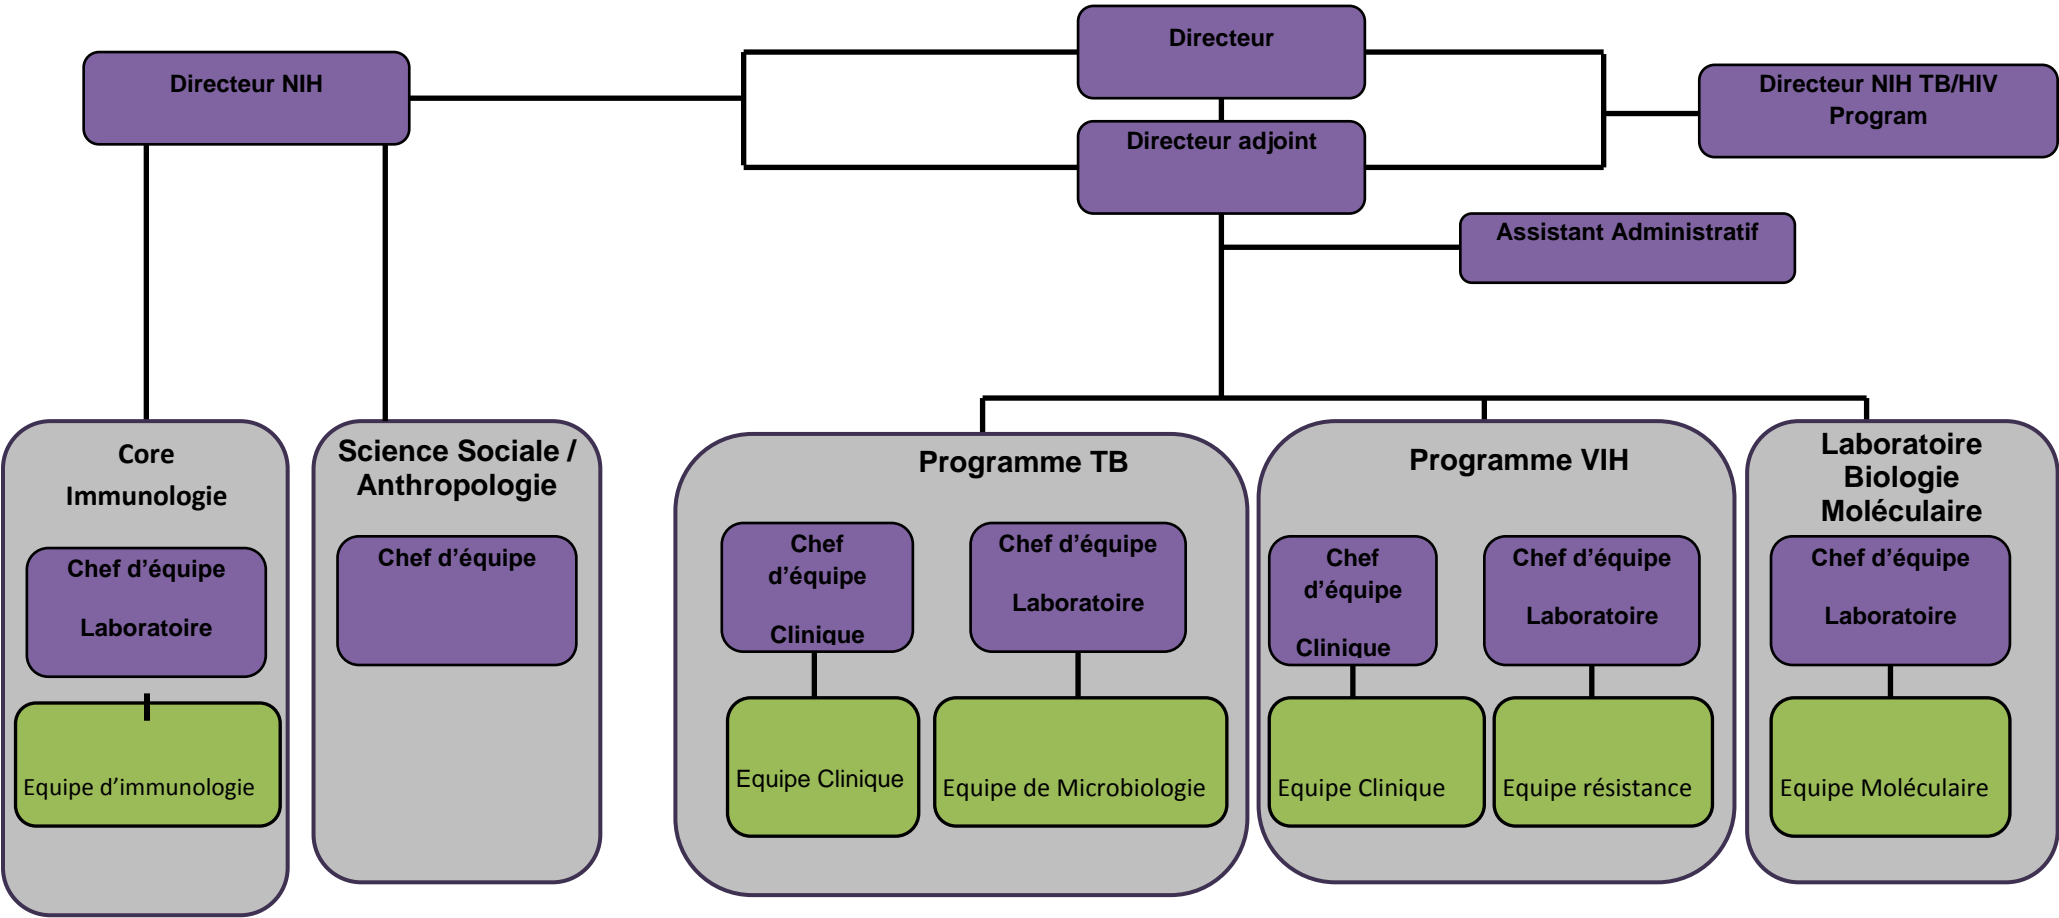 Directeur
Directeur NIH
Directeur NIH TB/HIV
Program
Directeur adjoint
Assistant Administratif
Core
Immunologie
Chef d’équipe
Laboratoire
Equipe d’immunologie
Science Sociale /
Anthropologie
Chef d’équipe
Programme TB
Chef
d’équipe
Clinique
Chef d’équipe
Laboratoire
Equipe Clinique
Equipe de Microbiologie
Programme VIH
Chef
d’équipe
Clinique
Chef d’équipe
Laboratoire
Equipe Clinique
Equipe résistance
Laboratoire
Biologie
Moléculaire
Chef d’équipe
Laboratoire
Equipe Moléculaire